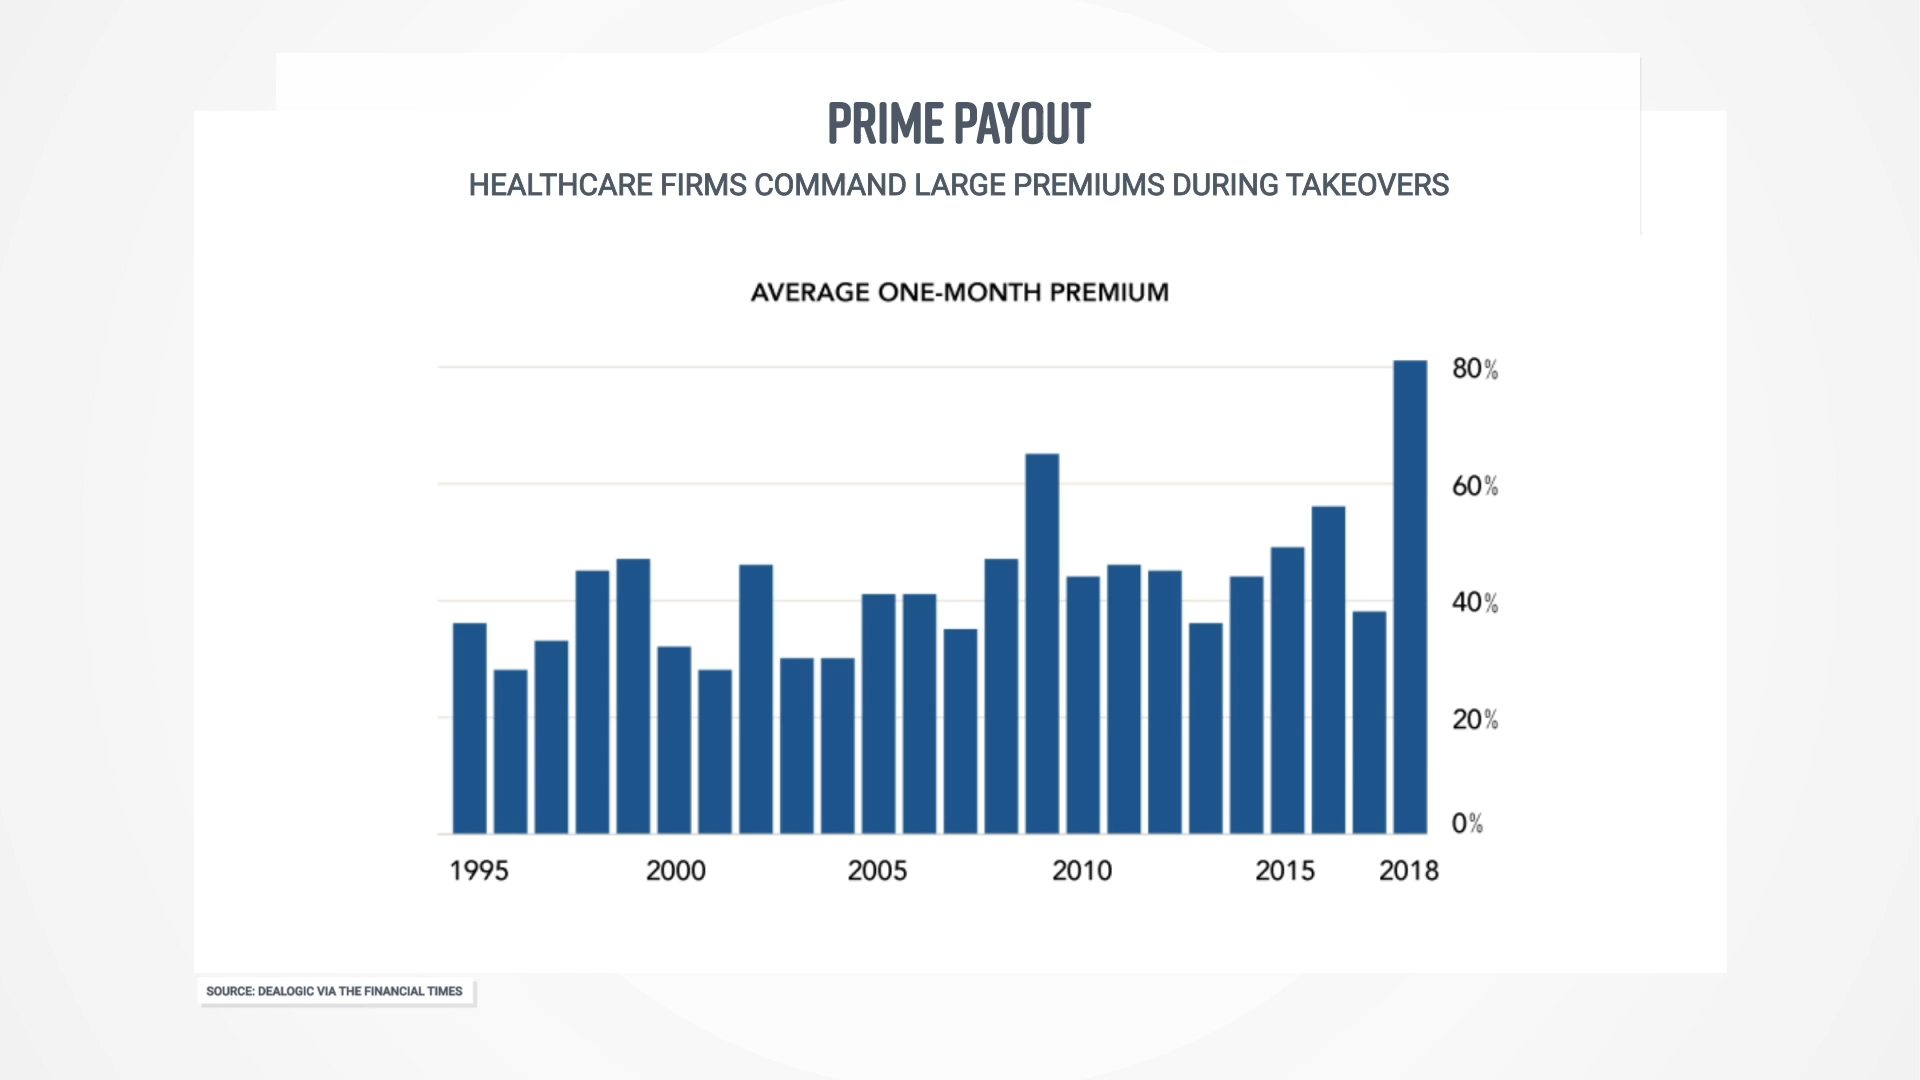 PRIME PAYOUT
HEALTHCARE FIRMS COMMAND LARGE PREMIUMS DURING TAKEOVERS
AVERAGE ONE-MONTH PREMIUM
80%
60%
40%
20%
0%
1995 2000 2005 2010 2015 2018
SOURCE: DEALOGIC VIA THE FINANCIAL TIMES